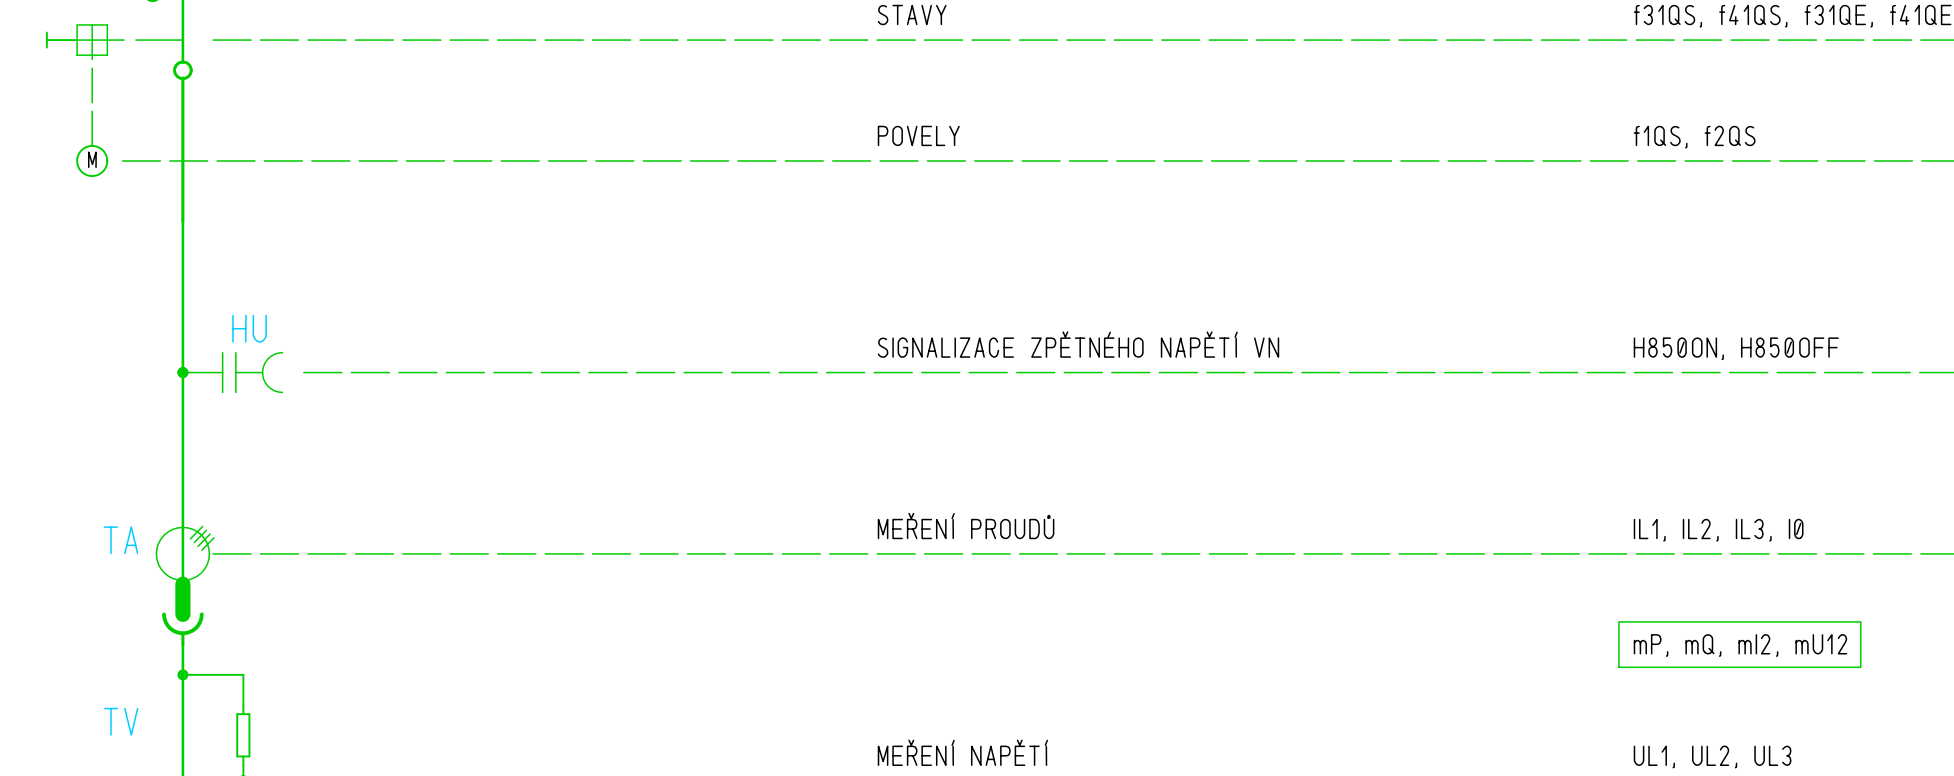 STAVY f31QS, f41QS, f31QE, f41QE
M POVELY f1QS, f2QS
HU
SIGNALIZACE ZPĚTNÉHO NAPĚTÍ VN H850ON, H850OFF
TA MEŘENÍ PROUDŮ IL1, IL2, IL3, I0
mP, mQ, mI2, mU12
TV
MEŘENÍ NAPĚTÍ UL1, UL2, UL3